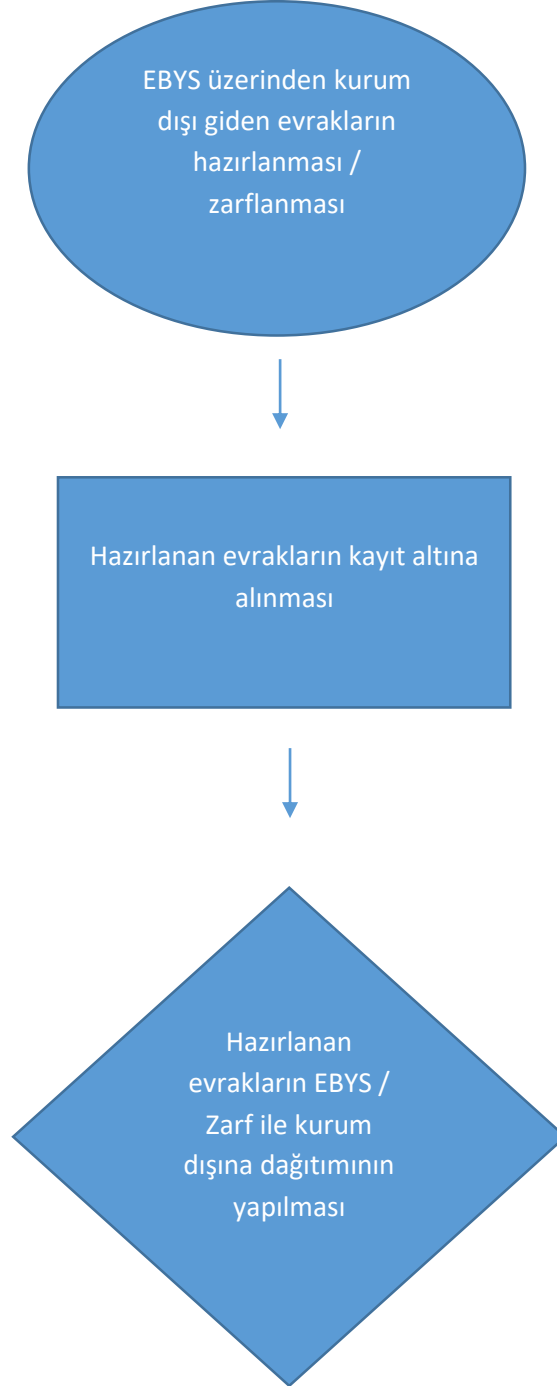 EBYS üzerinden kurum
dışı giden evrakların
hazırlanması /
zarflanması
Hazırlanan evrakların kayıt altına
alınması
Hazırlanan
evrakların EBYS /
Zarf ile kurum
dışına dağıtımının
yapılması